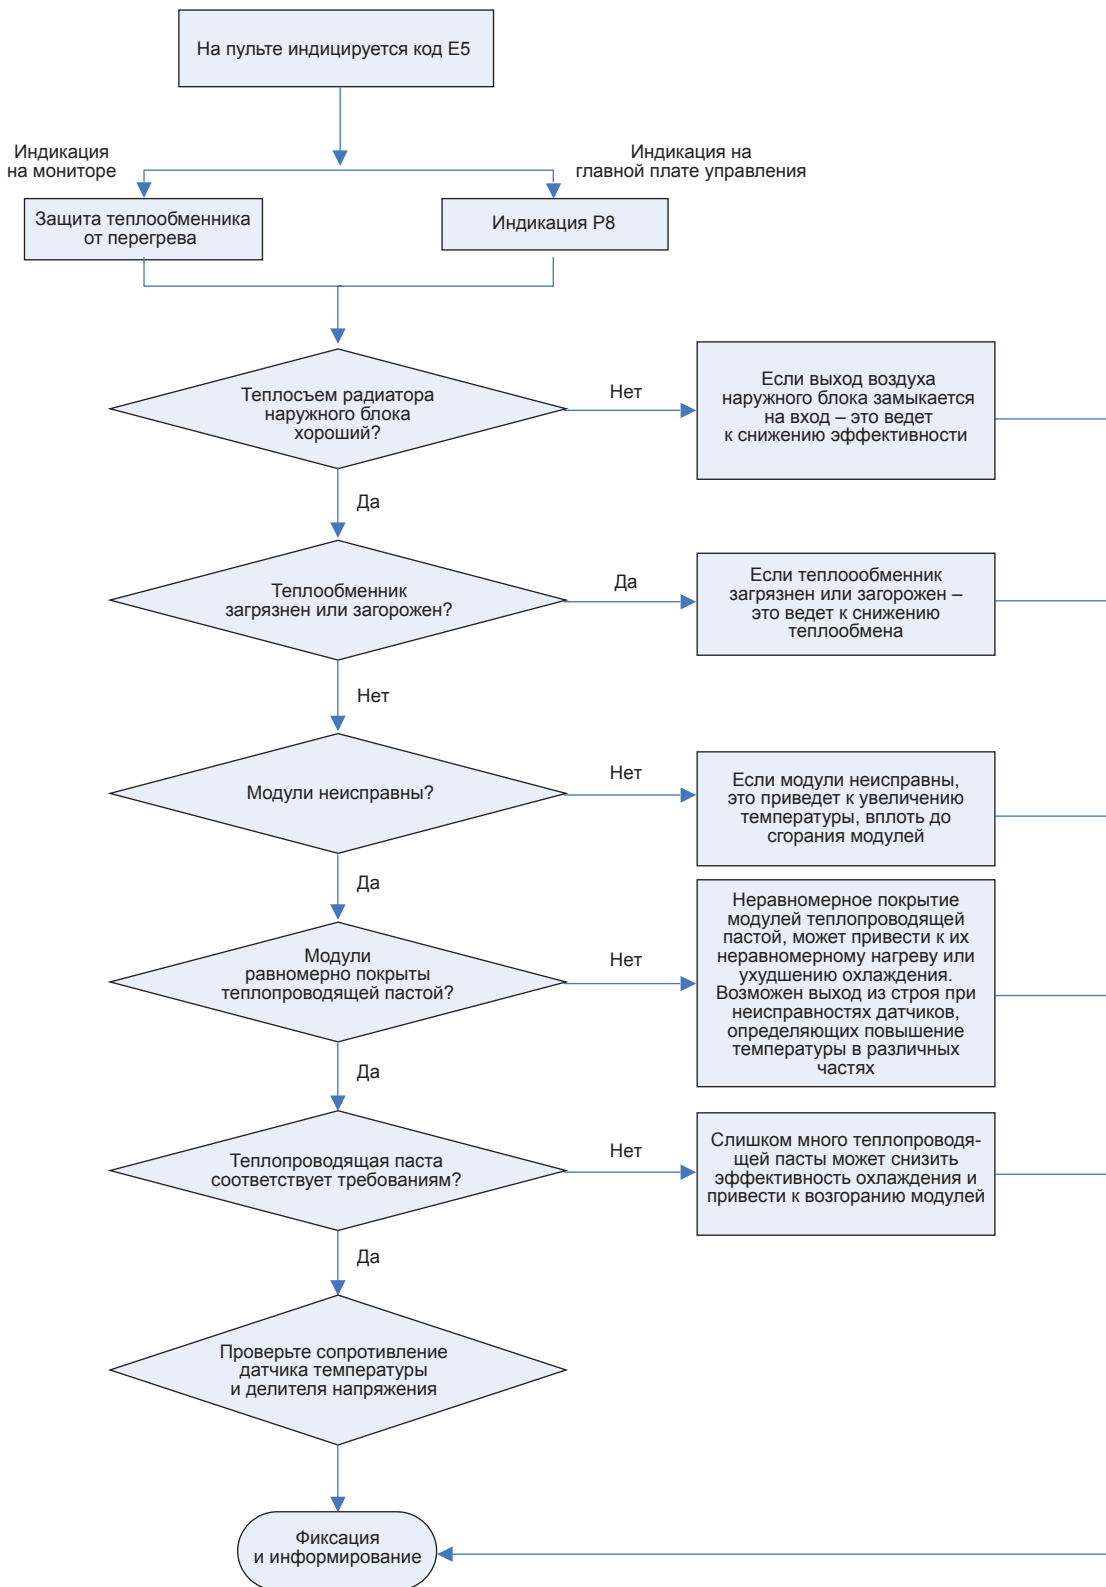 На пульте индицируется код E5
Индикация
на мониторе
Индикация на
главной плате управления
Защита теплообменника
от перегрева
Индикация P8
Теплосъем радиатора
наружного блока
хороший?
Нет
Если выход воздуха
наружного блока замыкается
на вход – это ведет
к снижению эффективности
Да
Теплообменник
загрязнен или загорожен?
Да
Если теплоообменник
загрязнен или загорожен –
это ведет к снижению
теплообмена
Нет
Модули неисправны?
Нет
Если модули неисправны,
это приведет к увеличению
температуры, вплоть до
сгорания модулей
Да
Модули
равномерно покрыты
теплопроводящей пастой?
Нет
Неравномерное покрытие
модулей теплопроводящей
пастой, может привести к их
неравномерному нагреву или
ухудшению охлаждения.
Возможен выход из строя при
неисправностях датчиков,
определяющих повышение
температуры в различных
частях
Да
Теплопроводящая паста
соответствует требованиям?
Нет
Слишком много теплопроводя-
щей пасты может снизить
эффективность охлаждения и
привести к возгоранию модулей
Да
Проверьте сопротивление
датчика температуры
и делителя напряжения
Фиксация
и информирование